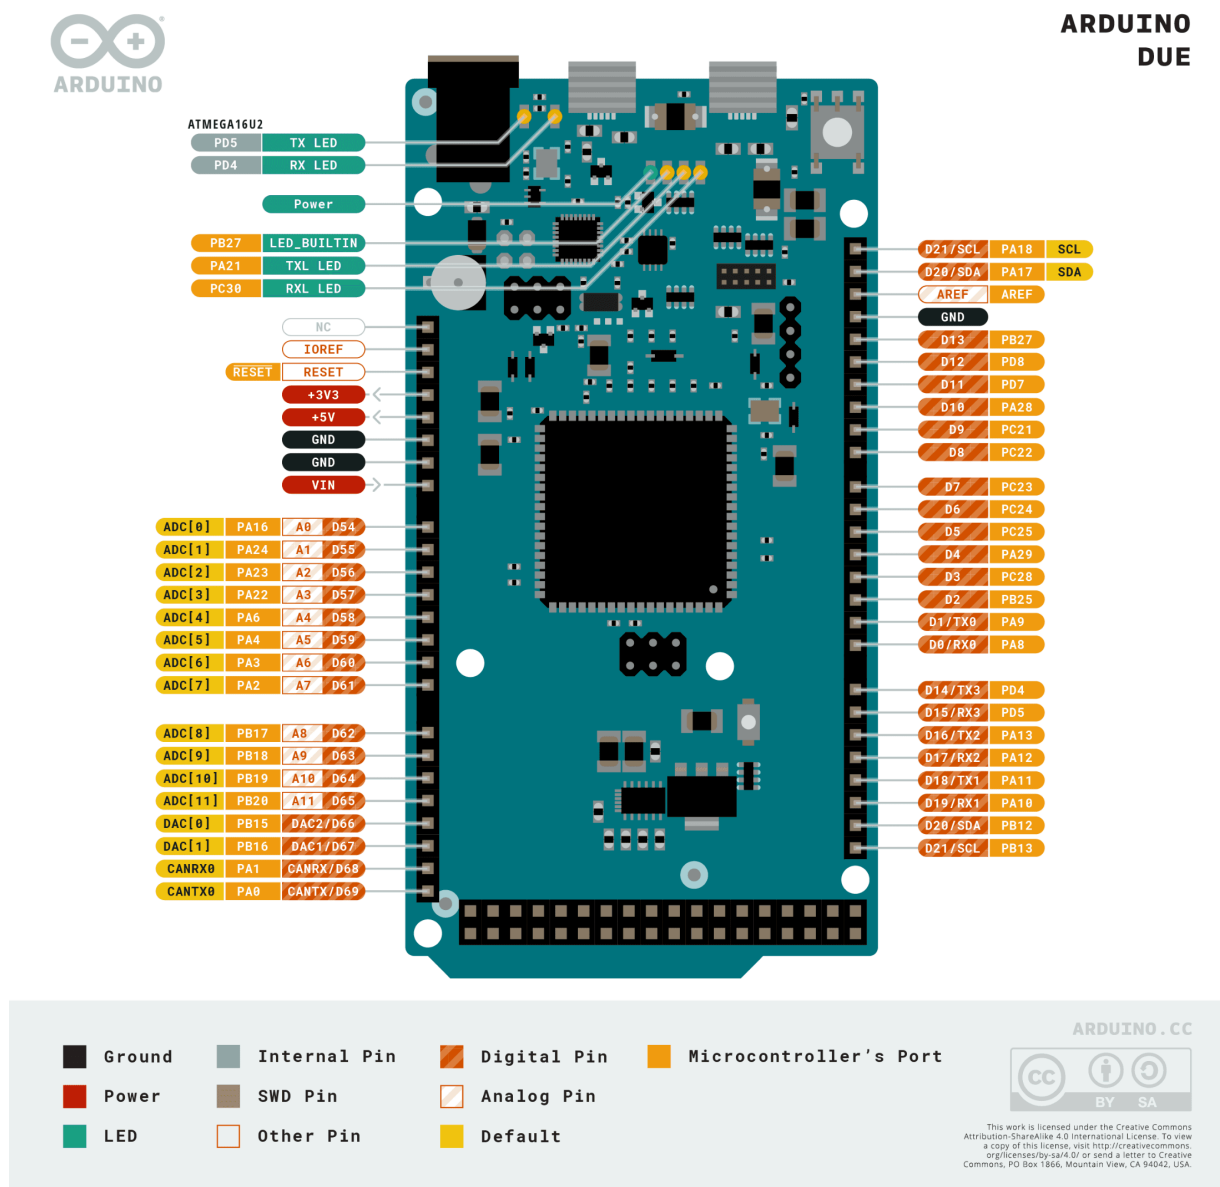 ARDUINO
ARDUINO
DUE
ATMEGA16U2
PD5 TX LED
PD4 RX LED
Power
PB27 LED_BUILTIN
PA21 TXL LED
PC30 RXL LED
NC
IOREF
RESET RESET
+3V3
+5V
GND
GND
VIN
ADC[0] PA16 A0 D54
ADC[1] PA24 A1 D55
ADC[2] PA23 A2 D56
ADC[3] PA22 A3 D57
ADC[4] PA6 A4 D58
ADC[5] PA4 A5 D59
ADC[6] PA3 A6 D60
ADC[7] PA2 A7 D61
ADC[8] PB17 A8 D62
ADC[9] PB18 A9 D63
ADC[10] PB19 A10 D64
ADC[11] PB20 A11 D65
DAC[0] PB15 DAC2/D66
DAC[1] PB16 DAC1/D67
CANRX0 PA1 CANRX/D68
CANTX0 PA0 CANTX/D69
D21/SCL PA18 SCL
D20/SDA PA17 SDA
AREF AREF
GND
D13 PB27
D12 PD8
D11 PD7
D10 PA28
D9 PC21
D8 PC22
D7 PC23
D6 PC24
D5 PC25
D4 PA29
D3 PC28
D2 PB25
D1/TX0 PA9
D0/RX0 PA8
D14/TX3 PD4
D15/RX3 PD5
D16/TX2 PA13
D17/RX2 PA12
D18/TX1 PA11
D19/RX1 PA10
D20/SDA PB12
D21/SCL PB13
Ground
Power
LED
Internal Pin
SWD Pin
Other Pin
Digital Pin
Analog Pin
Default
Microcontroller's Port
ARDUINO.CC
CC
BY SA
This work is licensed under the Creative Commons
Attribution-ShareAlike 4.0 International License. To view
a copy of this license, visit http://creativecommons.
org/licenses/by-sa/4.0/ or send a letter to Creative
Commons, PO Box 1866, Mountain View, CA 94042, USA.